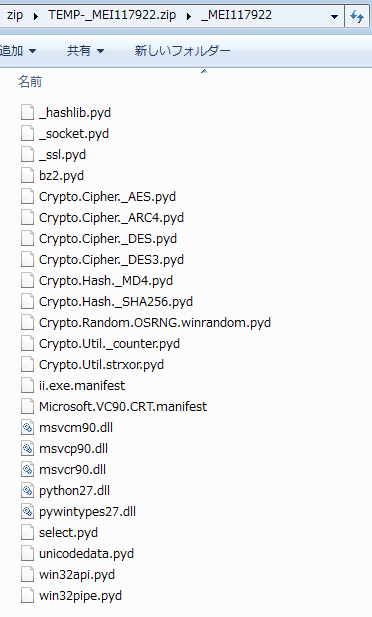 zip ▸ TEMP-_MEI117922.zip ▸ _MEI117922
追加 共有 新しいフォルダー
名前
_hashlib.pyd
_socket.pyd
_ssl.pyd
bz2.pyd
Crypto.Cipher._AES.pyd
Crypto.Cipher._ARC4.pyd
Crypto.Cipher._DES.pyd
Crypto.Cipher._DES3.pyd
Crypto.Hash._MD4.pyd
Crypto.Hash._SHA256.pyd
Crypto.Random.OSRNG.winrandom.pyd
Crypto.Util._counter.pyd
Crypto.Util.strxor.pyd
ii.exe.manifest
Microsoft.VC90.CRT.manifest
msvcm90.dll
msvcp90.dll
msvcr90.dll
python27.dll
pywintypes27.dll
select.pyd
unicodedata.pyd
win32api.pyd
win32pipe.pyd